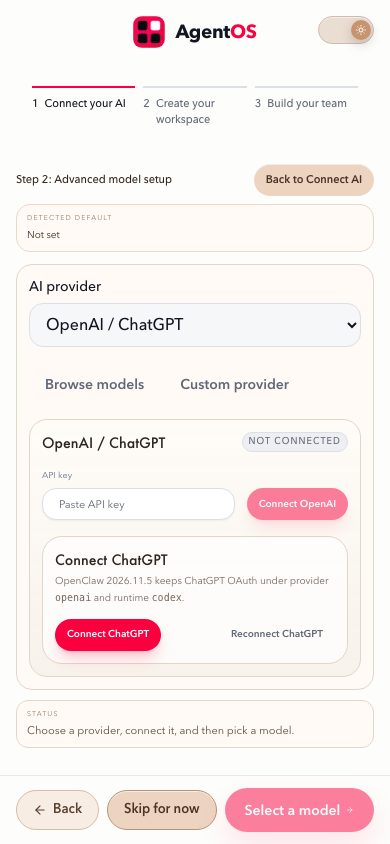 AgentOS
1 Connect your AI
2 Create your
workspace
3 Build your team
Step 2: Advanced model setup
Back to Connect AI
DETECTED DEFAULT
Not set
AI provider
OpenAI / ChatGPT
Browse models
Custom provider
OpenAI / ChatGPT
NOT CONNECTED
API key
Paste API key
Connect OpenAI
Connect ChatGPT
OpenClaw 2026.11.5 keeps ChatGPT OAuth under provider
openai and runtime codex.
Connect ChatGPT
Reconnect ChatGPT
STATUS
Choose a provider, connect it, and then pick a model.
← Back
Skip for now
Select a model →